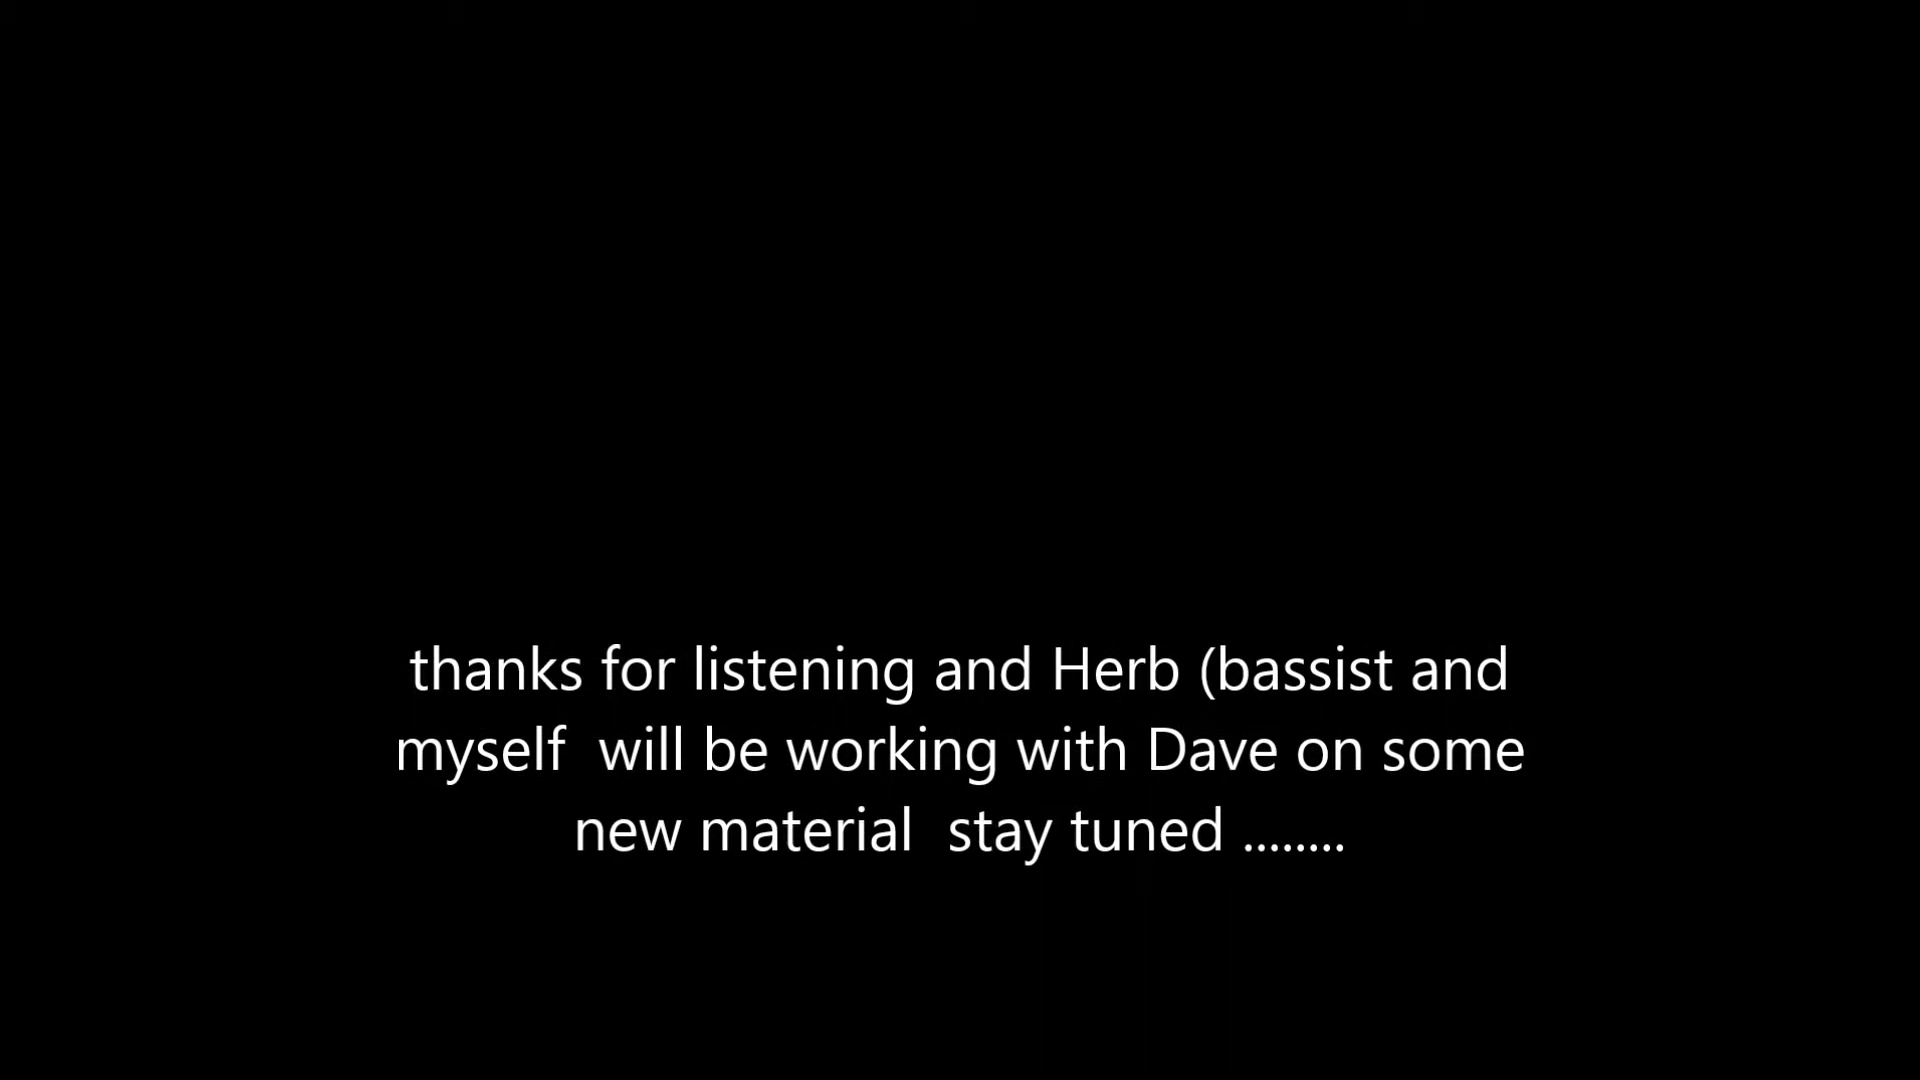 thanks for listening and Herb (bassist and
myself  will be working with Dave on some
new material  stay tuned ........